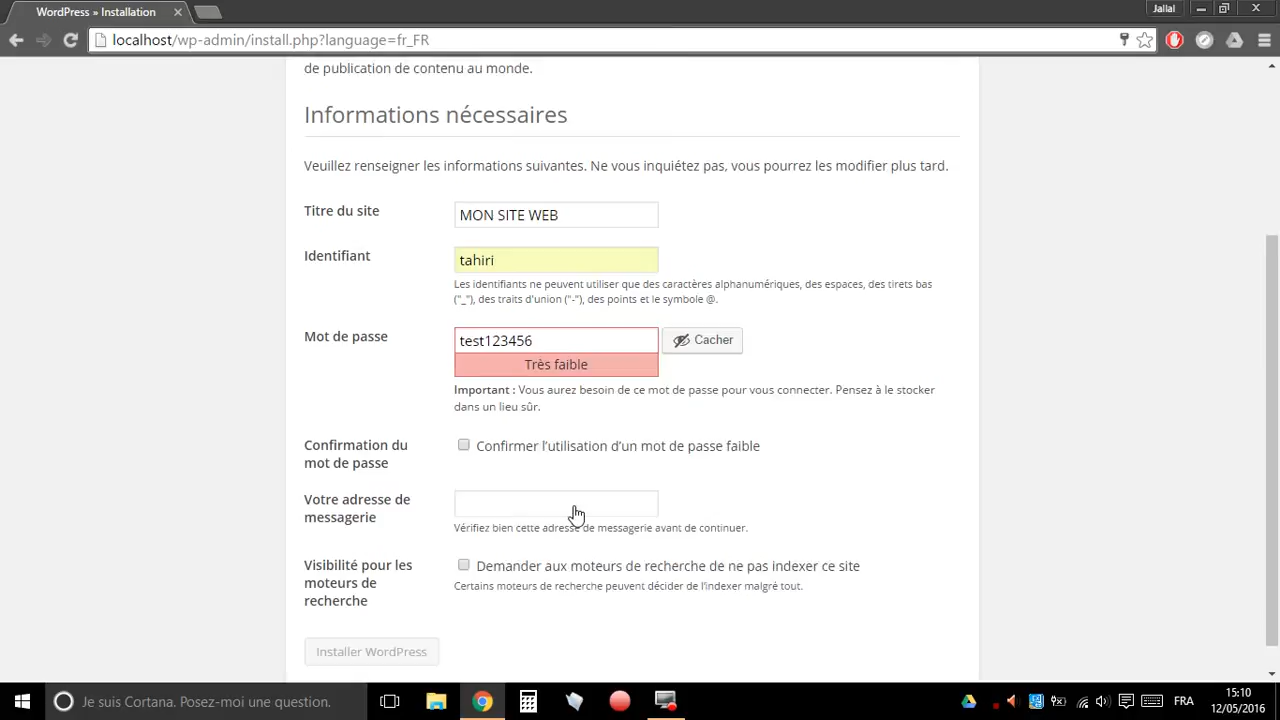 WordPress » Installation
Jallal
localhost/wp-admin/install.php?language=fr_FR
de publication de contenu au monde.
Informations nécessaires
Veuillez renseigner les informations suivantes. Ne vous inquiétez pas, vous pourrez les modifier plus tard.
Titre du site
MON SITE WEB
Identifiant
tahiri
Les identifiants ne peuvent utiliser que des caractères alphanumériques, des espaces, des tirets bas
("_"), des traits d'union ("-"), des points et le symbole @.
Mot de passe
test123456
Cacher
Très faible
Important : Vous aurez besoin de ce mot de passe pour vous connecter. Pensez à le stocker
dans un lieu sûr.
Confirmation du
mot de passe
Confirmer l’utilisation d’un mot de passe faible
Votre adresse de
messagerie
Vérifiez bien cette adresse de messagerie avant de continuer.
Visibilité pour les
moteurs de
recherche
Demander aux moteurs de recherche de ne pas indexer ce site
Certains moteurs de recherche peuvent décider de l’indexer malgré tout.
Installer WordPress
Je suis Cortana. Posez-moi une question.
FRA
15:10
12/05/2016